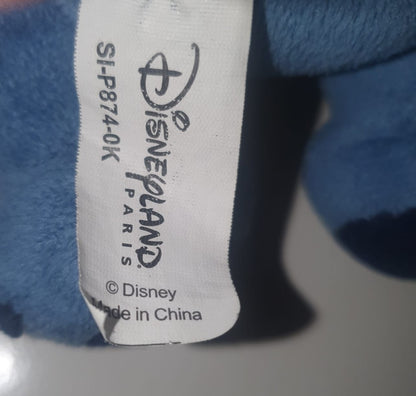 DISNEYLAND
PARIS
SI-P874-0K
© Disney
Made in China